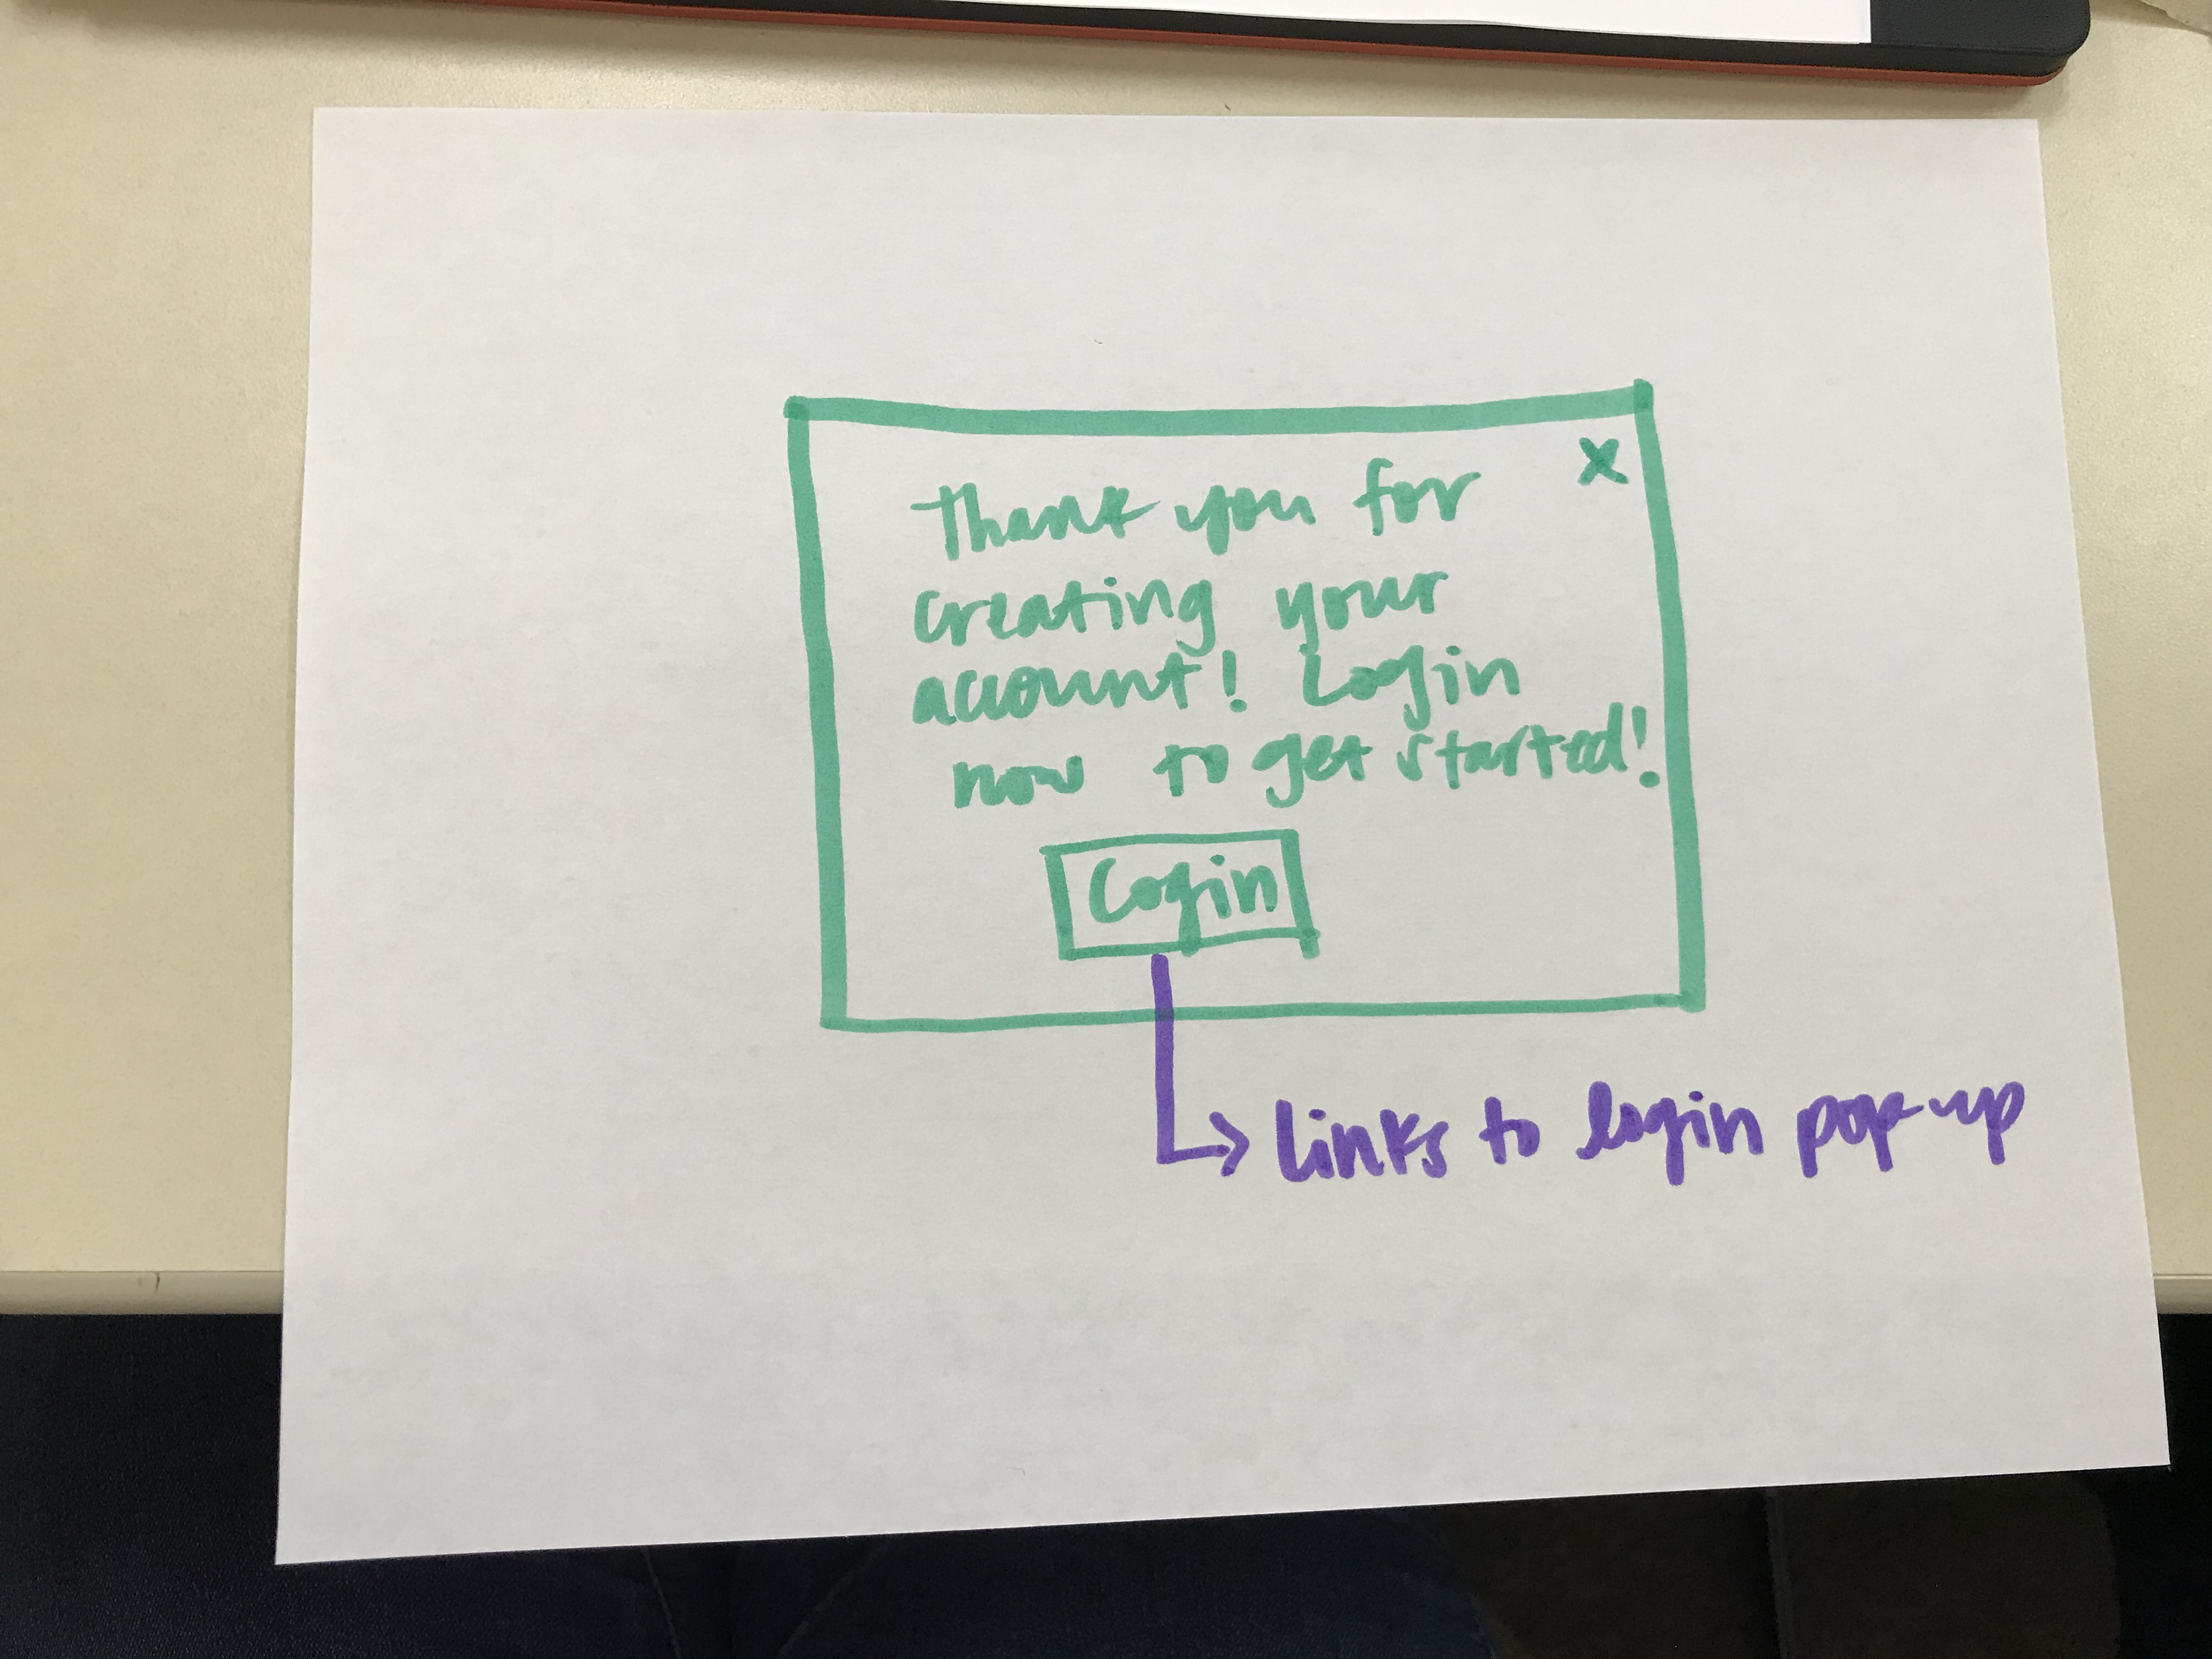 X
Thank you for
creating your
account! Login
now to get started!
Login
links to login pop-up